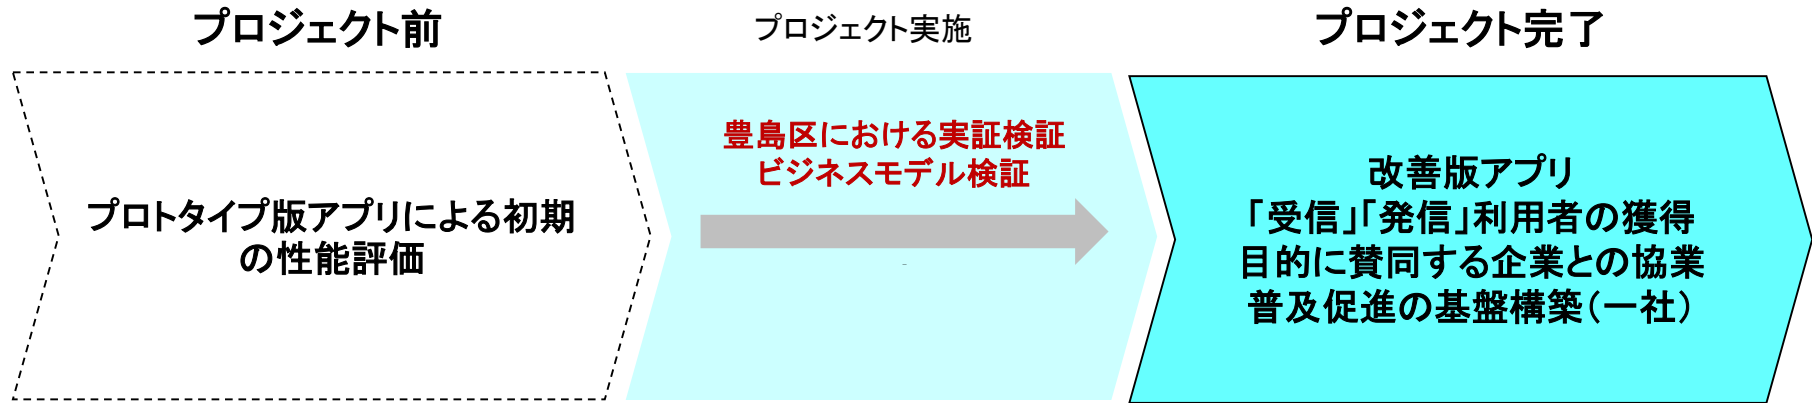 プロジェクト前
プロジェクト実施
プロジェクト完了
プロトタイプ版アプリによる初期
の性能評価
豊島区における実証検証
ビジネスモデル検証
改善版アプリ
「受信」「発信」利用者の獲得
目的に賛同する企業との協業
普及促進の基盤構築（一社）